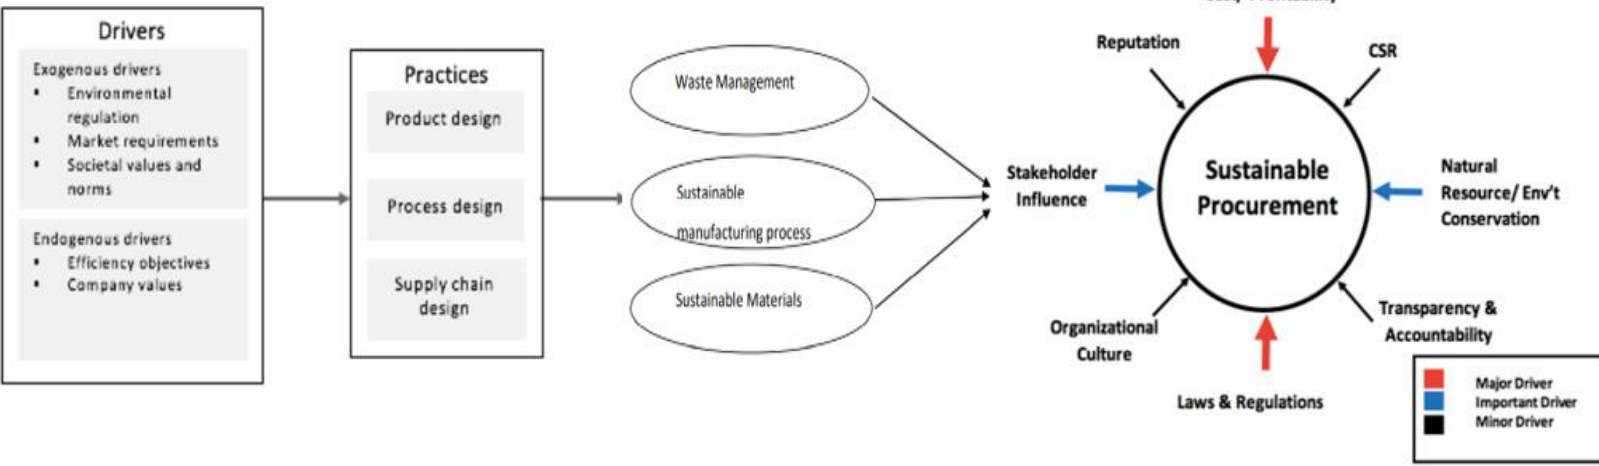 Drivers
Exogenous drivers
▪ Environmental
regulation
▪ Market requirements
▪ Societal values and
norms
Endogenous drivers
▪ Efficiency objectives
▪ Company values
Practices
Product design
Process design
Supply chain
design
Waste Management
Sustainable
manufacturing process
Sustainable Materials
Stakeholder
Influence
Reputation
CSR
Sustainable
Procurement
Natural
Resource/ Env't
Conservation
Organizational
Culture
Transparency &
Accountability
Laws & Regulations
Major Driver
Important Driver
Minor Driver